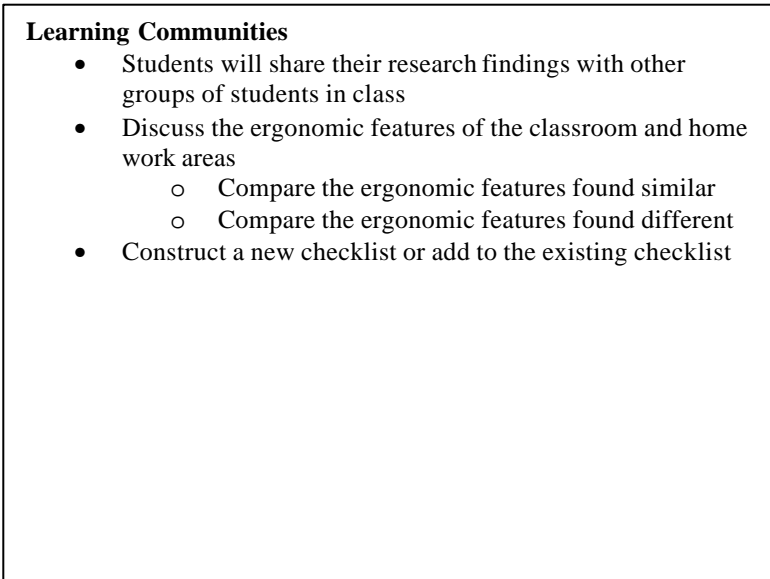 Learning Communities
• Students will share their research findings with other
groups of students in class
• Discuss the ergonomic features of the classroom and home
work areas
o Compare the ergonomic features found similar
o Compare the ergonomic features found different
• Construct a new checklist or add to the existing checklist